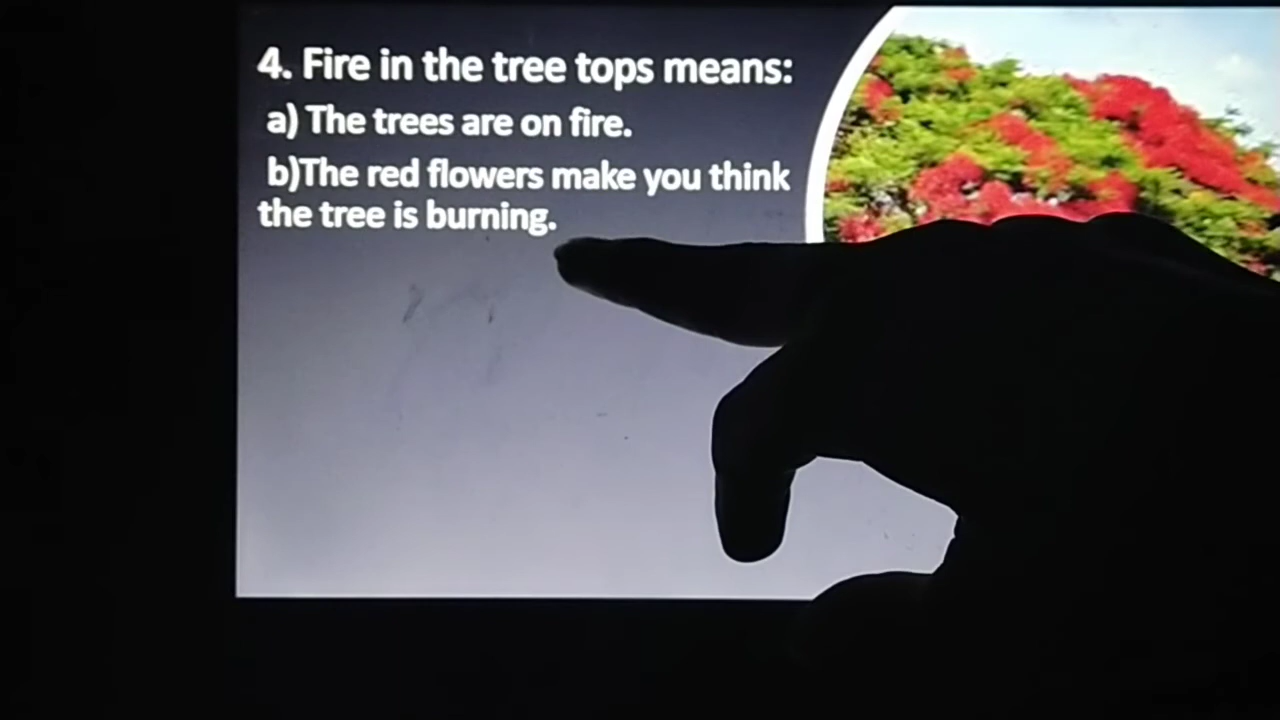 4. Fire in the tree tops means:
a) The trees are on fire.
b)The red flowers make you think
the tree is burning.